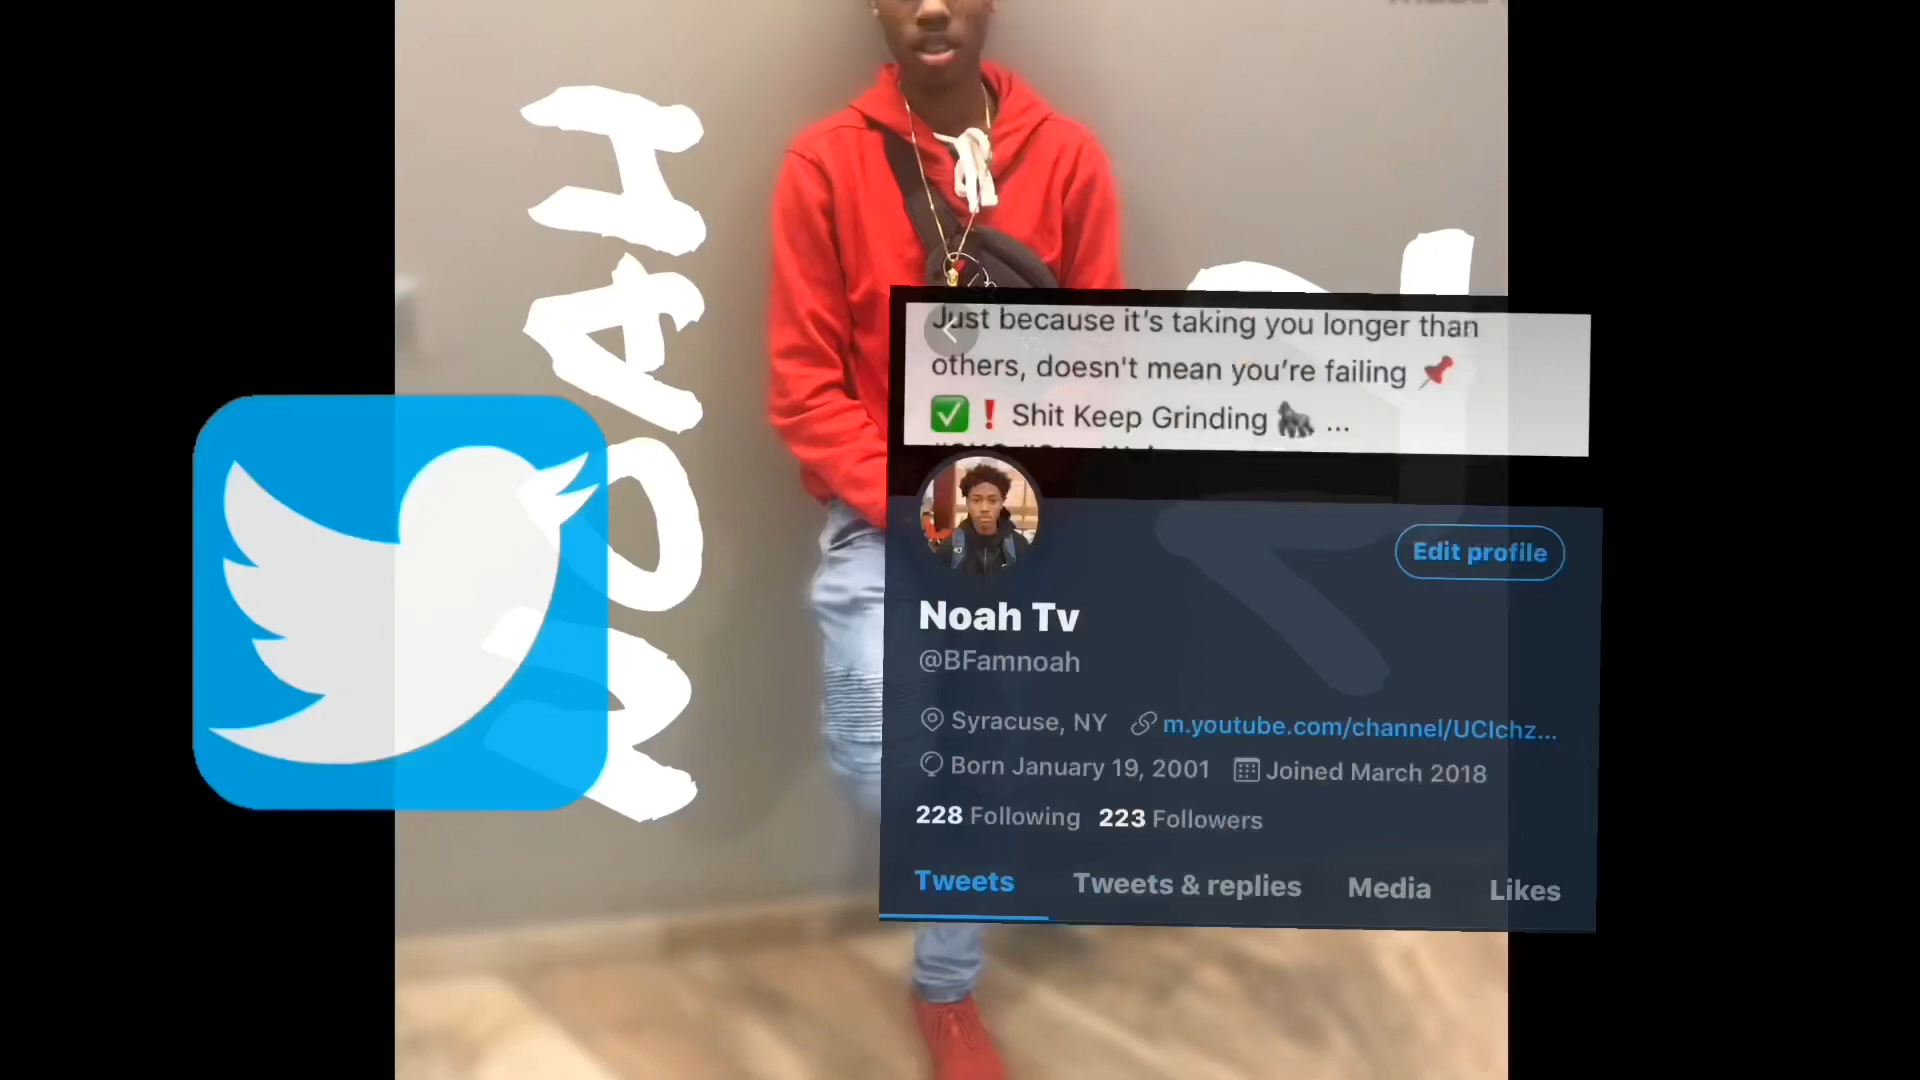 NOAH
Just because it's taking you longer than
others, doesn't mean you're failing 📌
✅❗ Shit Keep Grinding 🦍 ...
Edit profile
Noah Tv
@BFamnoah
Syracuse, NY m.youtube.com/channel/UCIchz...
Born January 19, 2001 Joined March 2018
228 Following 223 Followers
Tweets Tweets & replies Media Likes